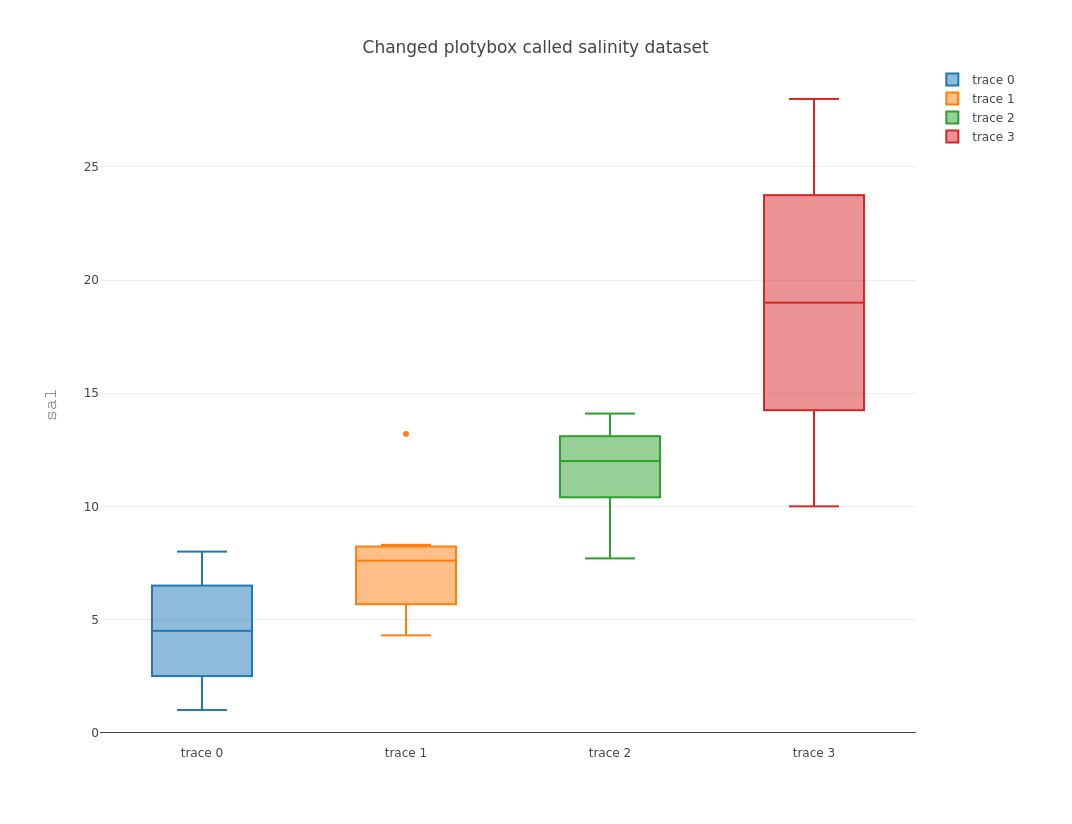 Changed plotybox called salinity dataset
trace 0
trace 1
trace 2
trace 3
25
20
15
10
5
0
sal
trace 0
trace 1
trace 2
trace 3